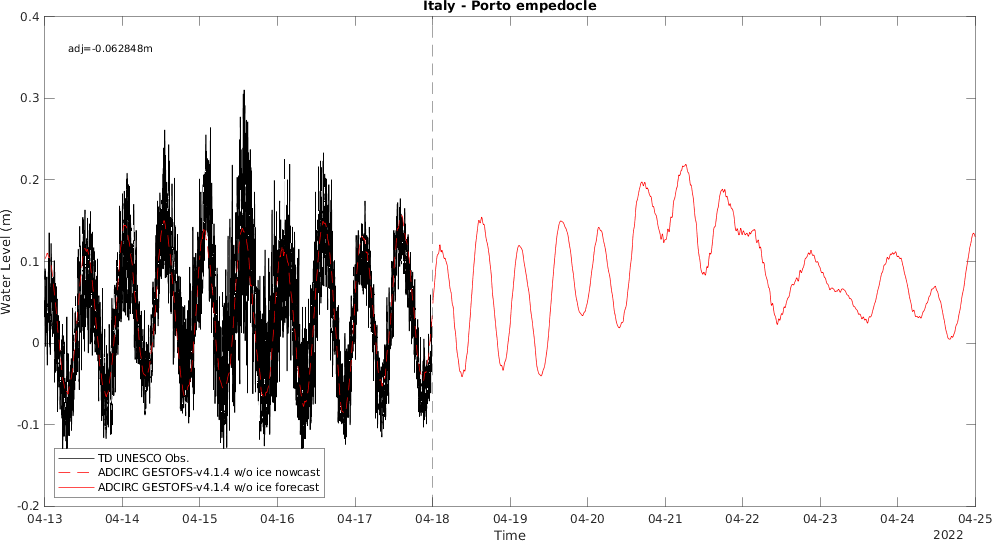 Italy - Porto empedocle
adj=-0.062848m
0.4
0.3
0.2
0.1
0
-0.1
-0.2
Water Level (m)
TD UNESCO Obs.
ADCIRC GESTOFS-v4.1.4 w/o ice nowcast
ADCIRC GESTOFS-v4.1.4 w/o ice forecast
04-13 04-14 04-15 04-16 04-17 04-18 04-19 04-20 04-21 04-22 04-23 04-24 04-25
Time
2022